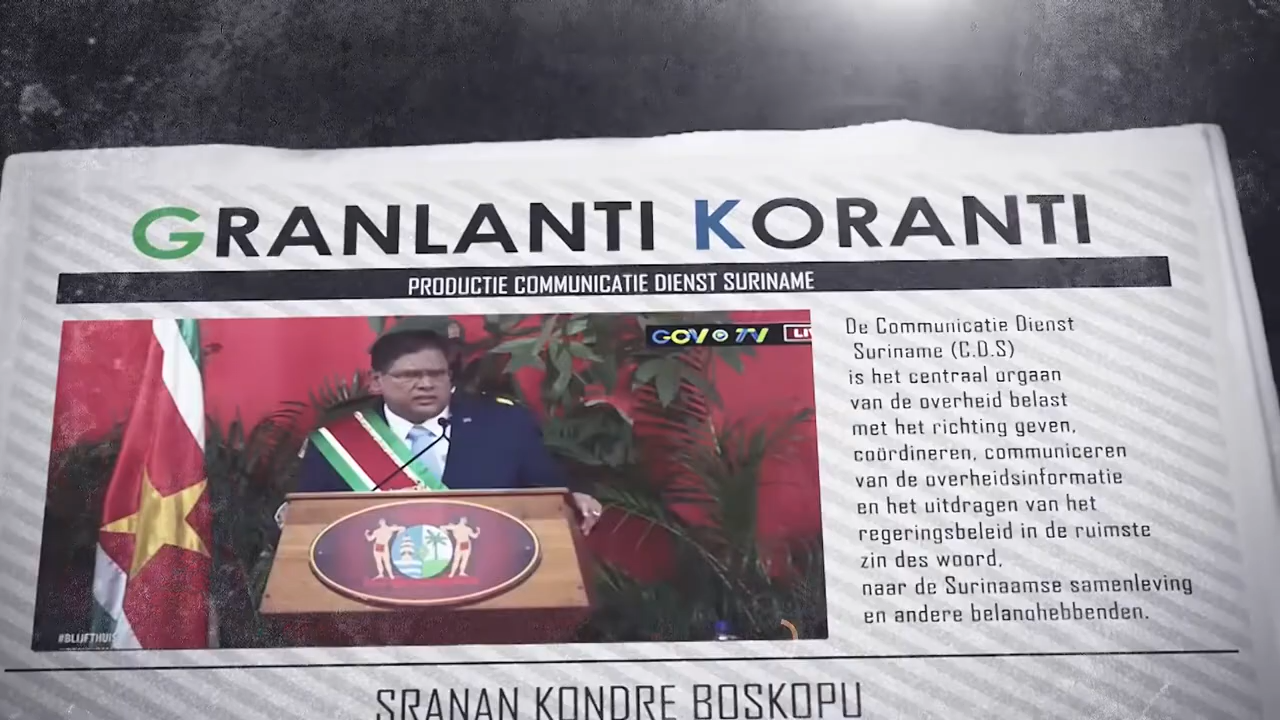 GRANLANTI KORANTI
PRODUCTIE COMMUNICATIE DIENST SURINAME
GOV TV LIV
De Communicatie Dienst
Suriname (C.D.S)
is het centraal orgaan
van de overheid belast
met het richting geven,
coördineren, communiceren
van de overheidsinformatie
en het uitdragen van het
regeringsbeleid in de ruimste
zin des woord,
naar de Surinaamse samenleving
en andere belanghebbenden.
#BLIJFTHUIS
SRANAN KONDRE BOSKOPU